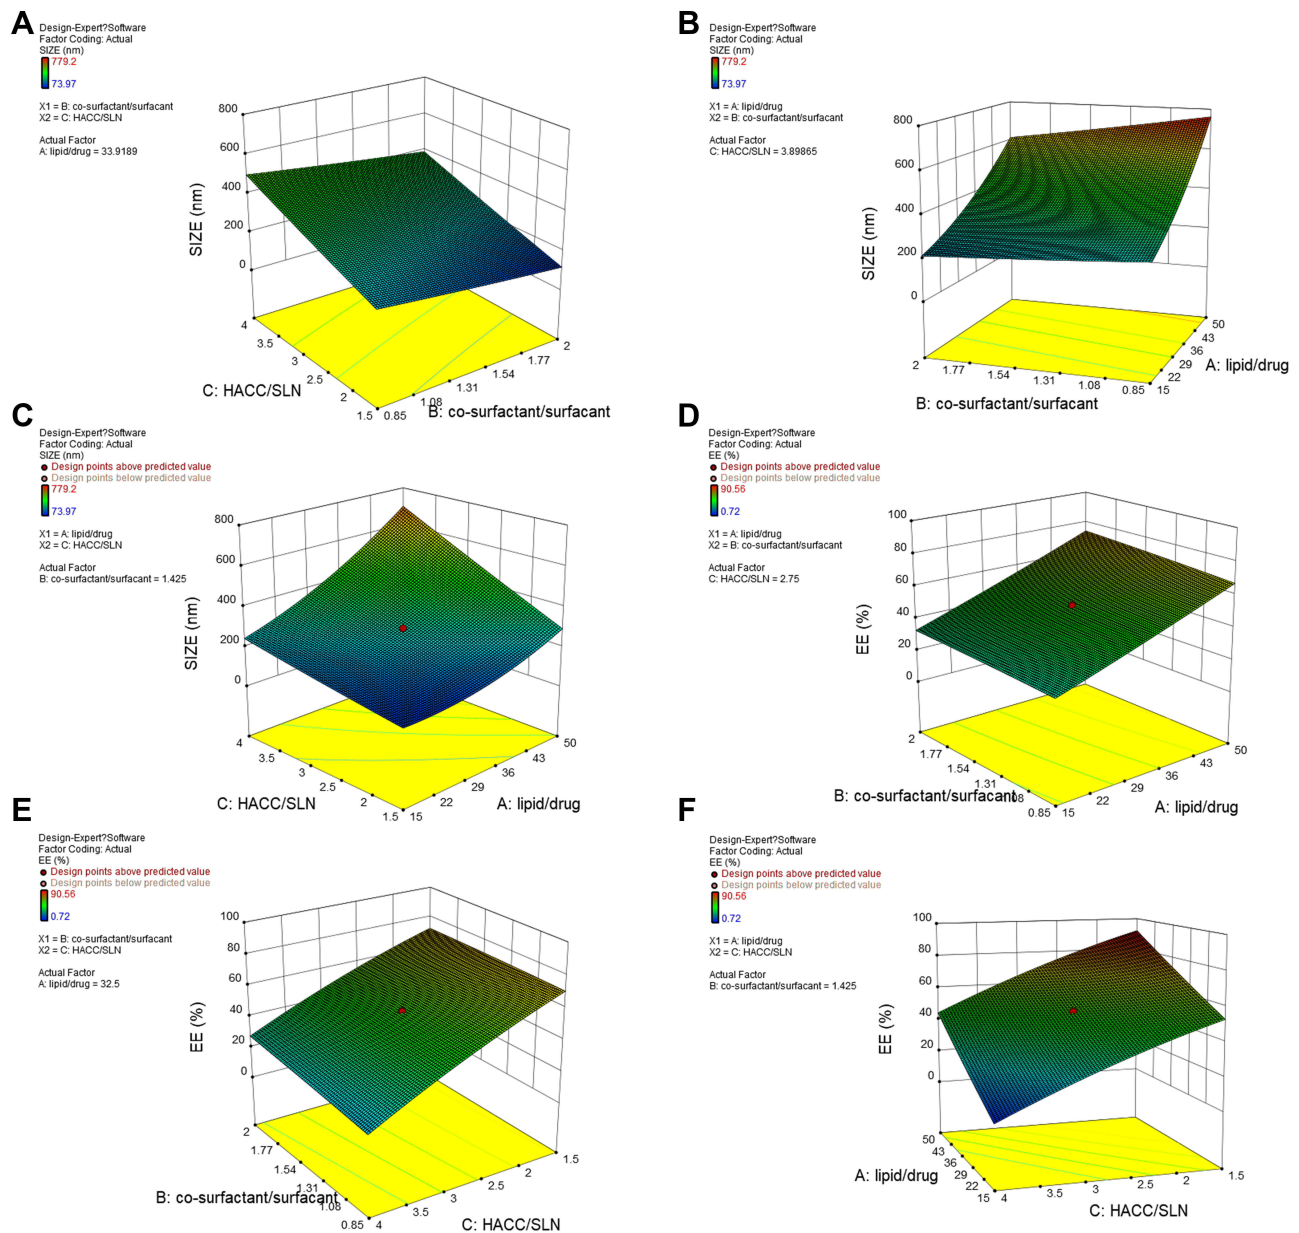 A
Design-Expert?Software
Factor Coding: Actual
SIZE (nm)
779.2
73.97
X1 = B: co-surfactant/surfacant
X2 = C: HACC/SLN
Actual Factor
A: lipid/drug = 33.9189
800
600
400
200
0
SIZE (nm)
4
3.5
3
2.5
2
1.5
C: HACC/SLN
0.85
1.08
1.31
1.54
1.77
2
B: co-surfactant/surfacant
B
Design-Expert?Software
Factor Coding: Actual
SIZE (nm)
779.2
73.97
X1 = A: lipid/drug
X2 = B: co-surfactant/surfacant
Actual Factor
C: HACC/SLN = 3.89865
800
600
400
200
0
SIZE (nm)
2
1.77
1.54
1.31
1.08
0.85
B: co-surfactant/surfacant
15
22
29
36
43
50
A: lipid/drug
C
Design-Expert?Software
Factor Coding: Actual
SIZE (nm)
Design points above predicted value
Design points below predicted value
779.2
73.97
X1 = A: lipid/drug
X2 = C: HACC/SLN
Actual Factor
B: co-surfactant/surfacant = 1.425
800
600
400
200
0
SIZE (nm)
4
3.5
3
2.5
2
1.5
C: HACC/SLN
15
22
29
36
43
50
A: lipid/drug
D
Design-Expert?Software
Factor Coding: Actual
EE (%)
Design points above predicted value
Design points below predicted value
90.56
0.72
X1 = A: lipid/drug
X2 = B: co-surfactant/surfacant
Actual Factor
C: HACC/SLN = 2.75
100
80
60
40
20
0
EE (%)
2
1.77
1.54
1.31
1.08
0.85
B: co-surfactant/surfacant
15
22
29
36
43
50
A: lipid/drug
E
Design-Expert?Software
Factor Coding: Actual
EE (%)
Design points above predicted value
Design points below predicted value
90.56
0.72
X1 = B: co-surfactant/surfacant
X2 = C: HACC/SLN
Actual Factor
A: lipid/drug = 32.5
100
80
60
40
20
0
EE (%)
2
1.77
1.54
1.31
1.08
0.85
B: co-surfactant/surfacant
4
3.5
3
2.5
2
1.5
C: HACC/SLN
F
Design-Expert?Software
Factor Coding: Actual
EE (%)
Design points above predicted value
Design points below predicted value
90.56
0.72
X1 = A: lipid/drug
X2 = C: HACC/SLN
Actual Factor
B: co-surfactant/surfacant = 1.425
100
80
60
40
20
0
EE (%)
50
43
36
29
22
15
A: lipid/drug
4
3.5
3
2.5
2
1.5
C: HACC/SLN